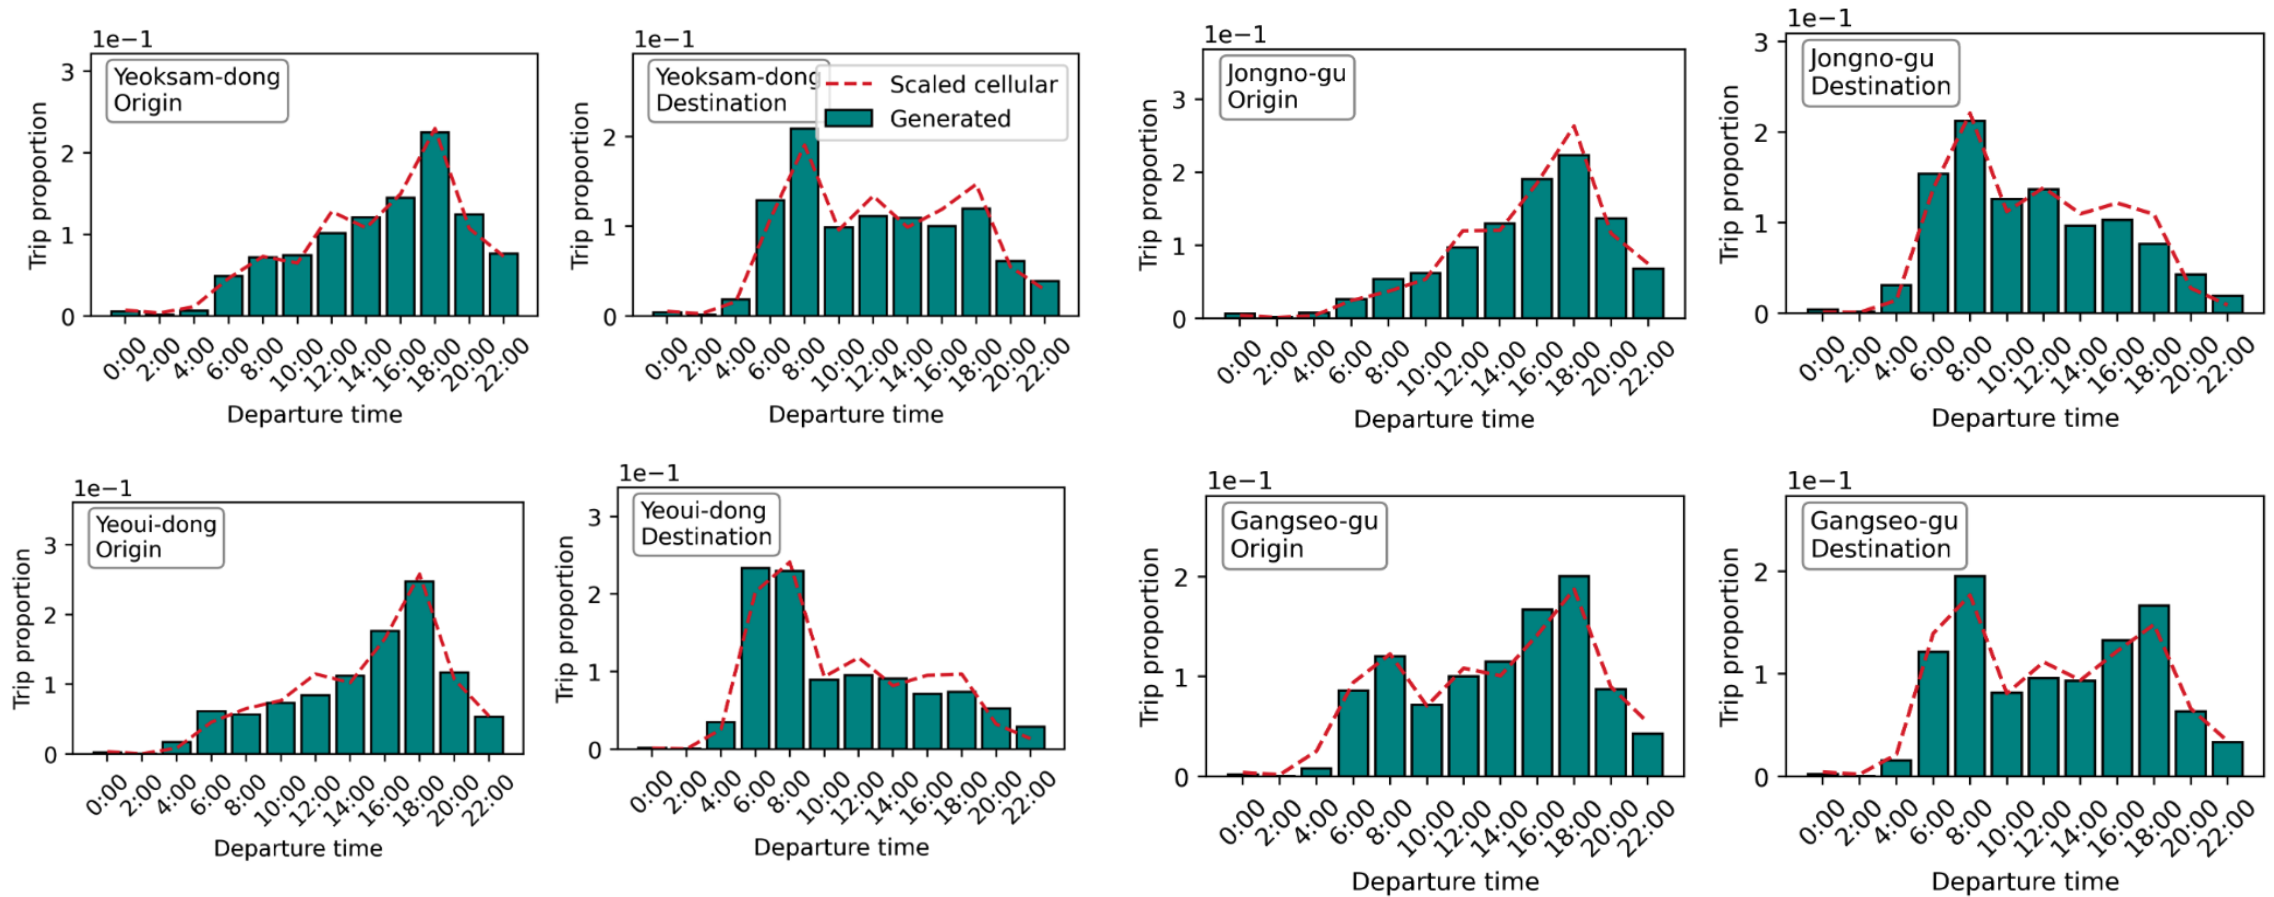 1e−1
Yeoksam-dong
Origin
Trip proportion
3
2
1
0
0:00
2:00
4:00
6:00
8:00
10:00
12:00
14:00
16:00
18:00
20:00
22:00
Departure time
1e−1
Yeoksam-dong
Destination
Scaled cellular
Generated
Trip proportion
2
1
0
0:00
2:00
4:00
6:00
8:00
10:00
12:00
14:00
16:00
18:00
20:00
22:00
Departure time
1e−1
Jongno-gu
Origin
Trip proportion
3
2
1
0
0:00
2:00
4:00
6:00
8:00
10:00
12:00
14:00
16:00
18:00
20:00
22:00
Departure time
1e−1
Jongno-gu
Destination
Trip proportion
3
2
1
0
0:00
2:00
4:00
6:00
8:00
10:00
12:00
14:00
16:00
18:00
20:00
22:00
Departure time
1e−1
Yeoui-dong
Origin
Trip proportion
3
2
1
0
0:00
2:00
4:00
6:00
8:00
10:00
12:00
14:00
16:00
18:00
20:00
22:00
Departure time
1e−1
Yeoui-dong
Destination
Trip proportion
3
2
1
0
0:00
2:00
4:00
6:00
8:00
10:00
12:00
14:00
16:00
18:00
20:00
22:00
Departure time
1e−1
Gangseo-gu
Origin
Trip proportion
2
1
0
0:00
2:00
4:00
6:00
8:00
10:00
12:00
14:00
16:00
18:00
20:00
22:00
Departure time
1e−1
Gangseo-gu
Destination
Trip proportion
2
1
0
0:00
2:00
4:00
6:00
8:00
10:00
12:00
14:00
16:00
18:00
20:00
22:00
Departure time